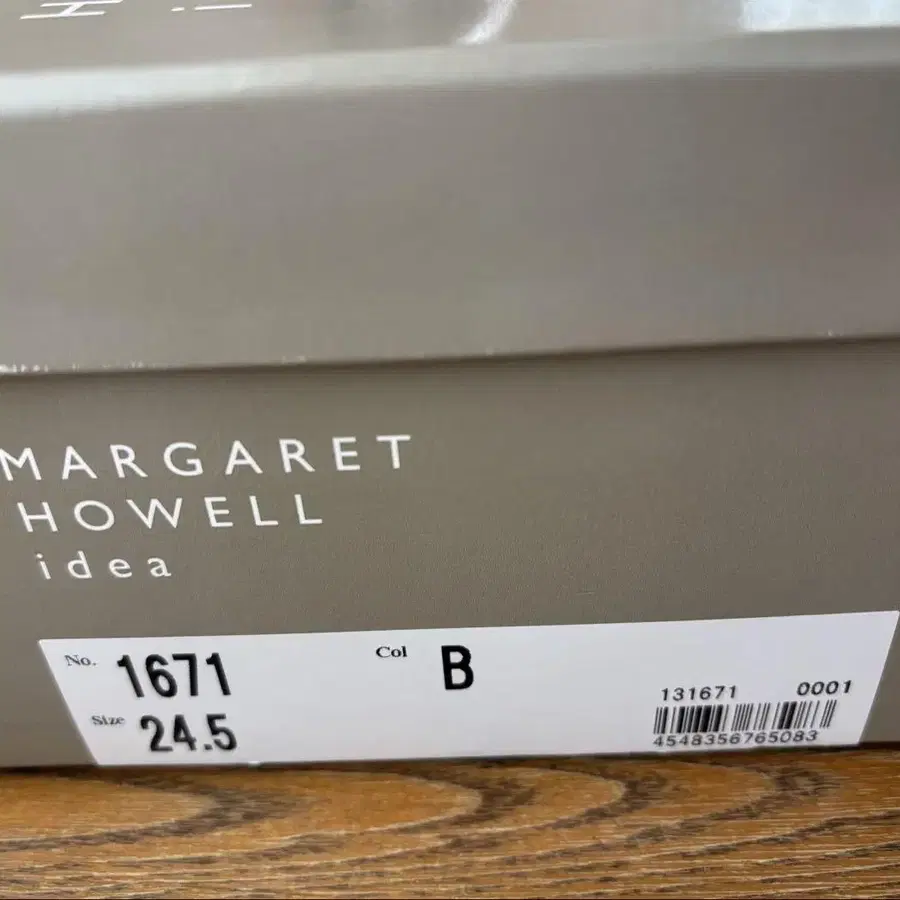 MARGARET
HOWELL
idea
No. 1671 Col B
Size 24.5
131671 0001
4548356765083